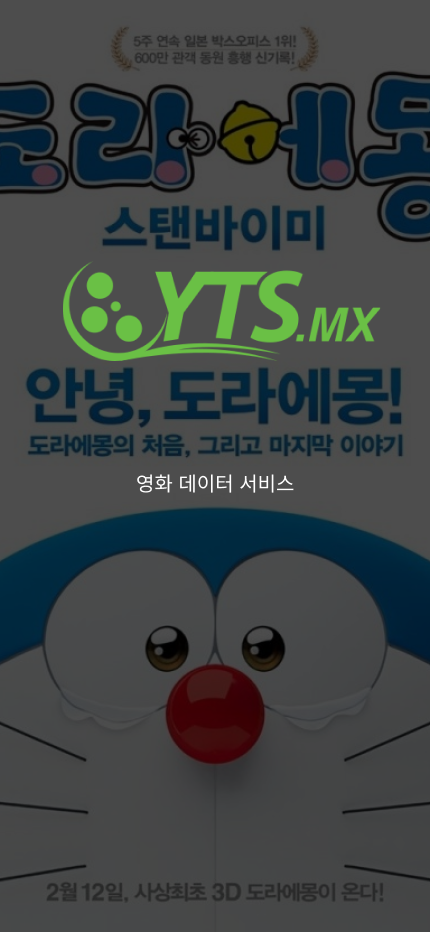 5주 연속 일본 박스오피스 1위!
600만 관객 동원 흥행 신기록!
도라에몽
스탠바이미
YTS.MX
안녕, 도라에몽!
도라에몽의 처음, 그리고 마지막 이야기
영화 데이터 서비스
2월 12일, 사상최초 3D 도라에몽이 온다!